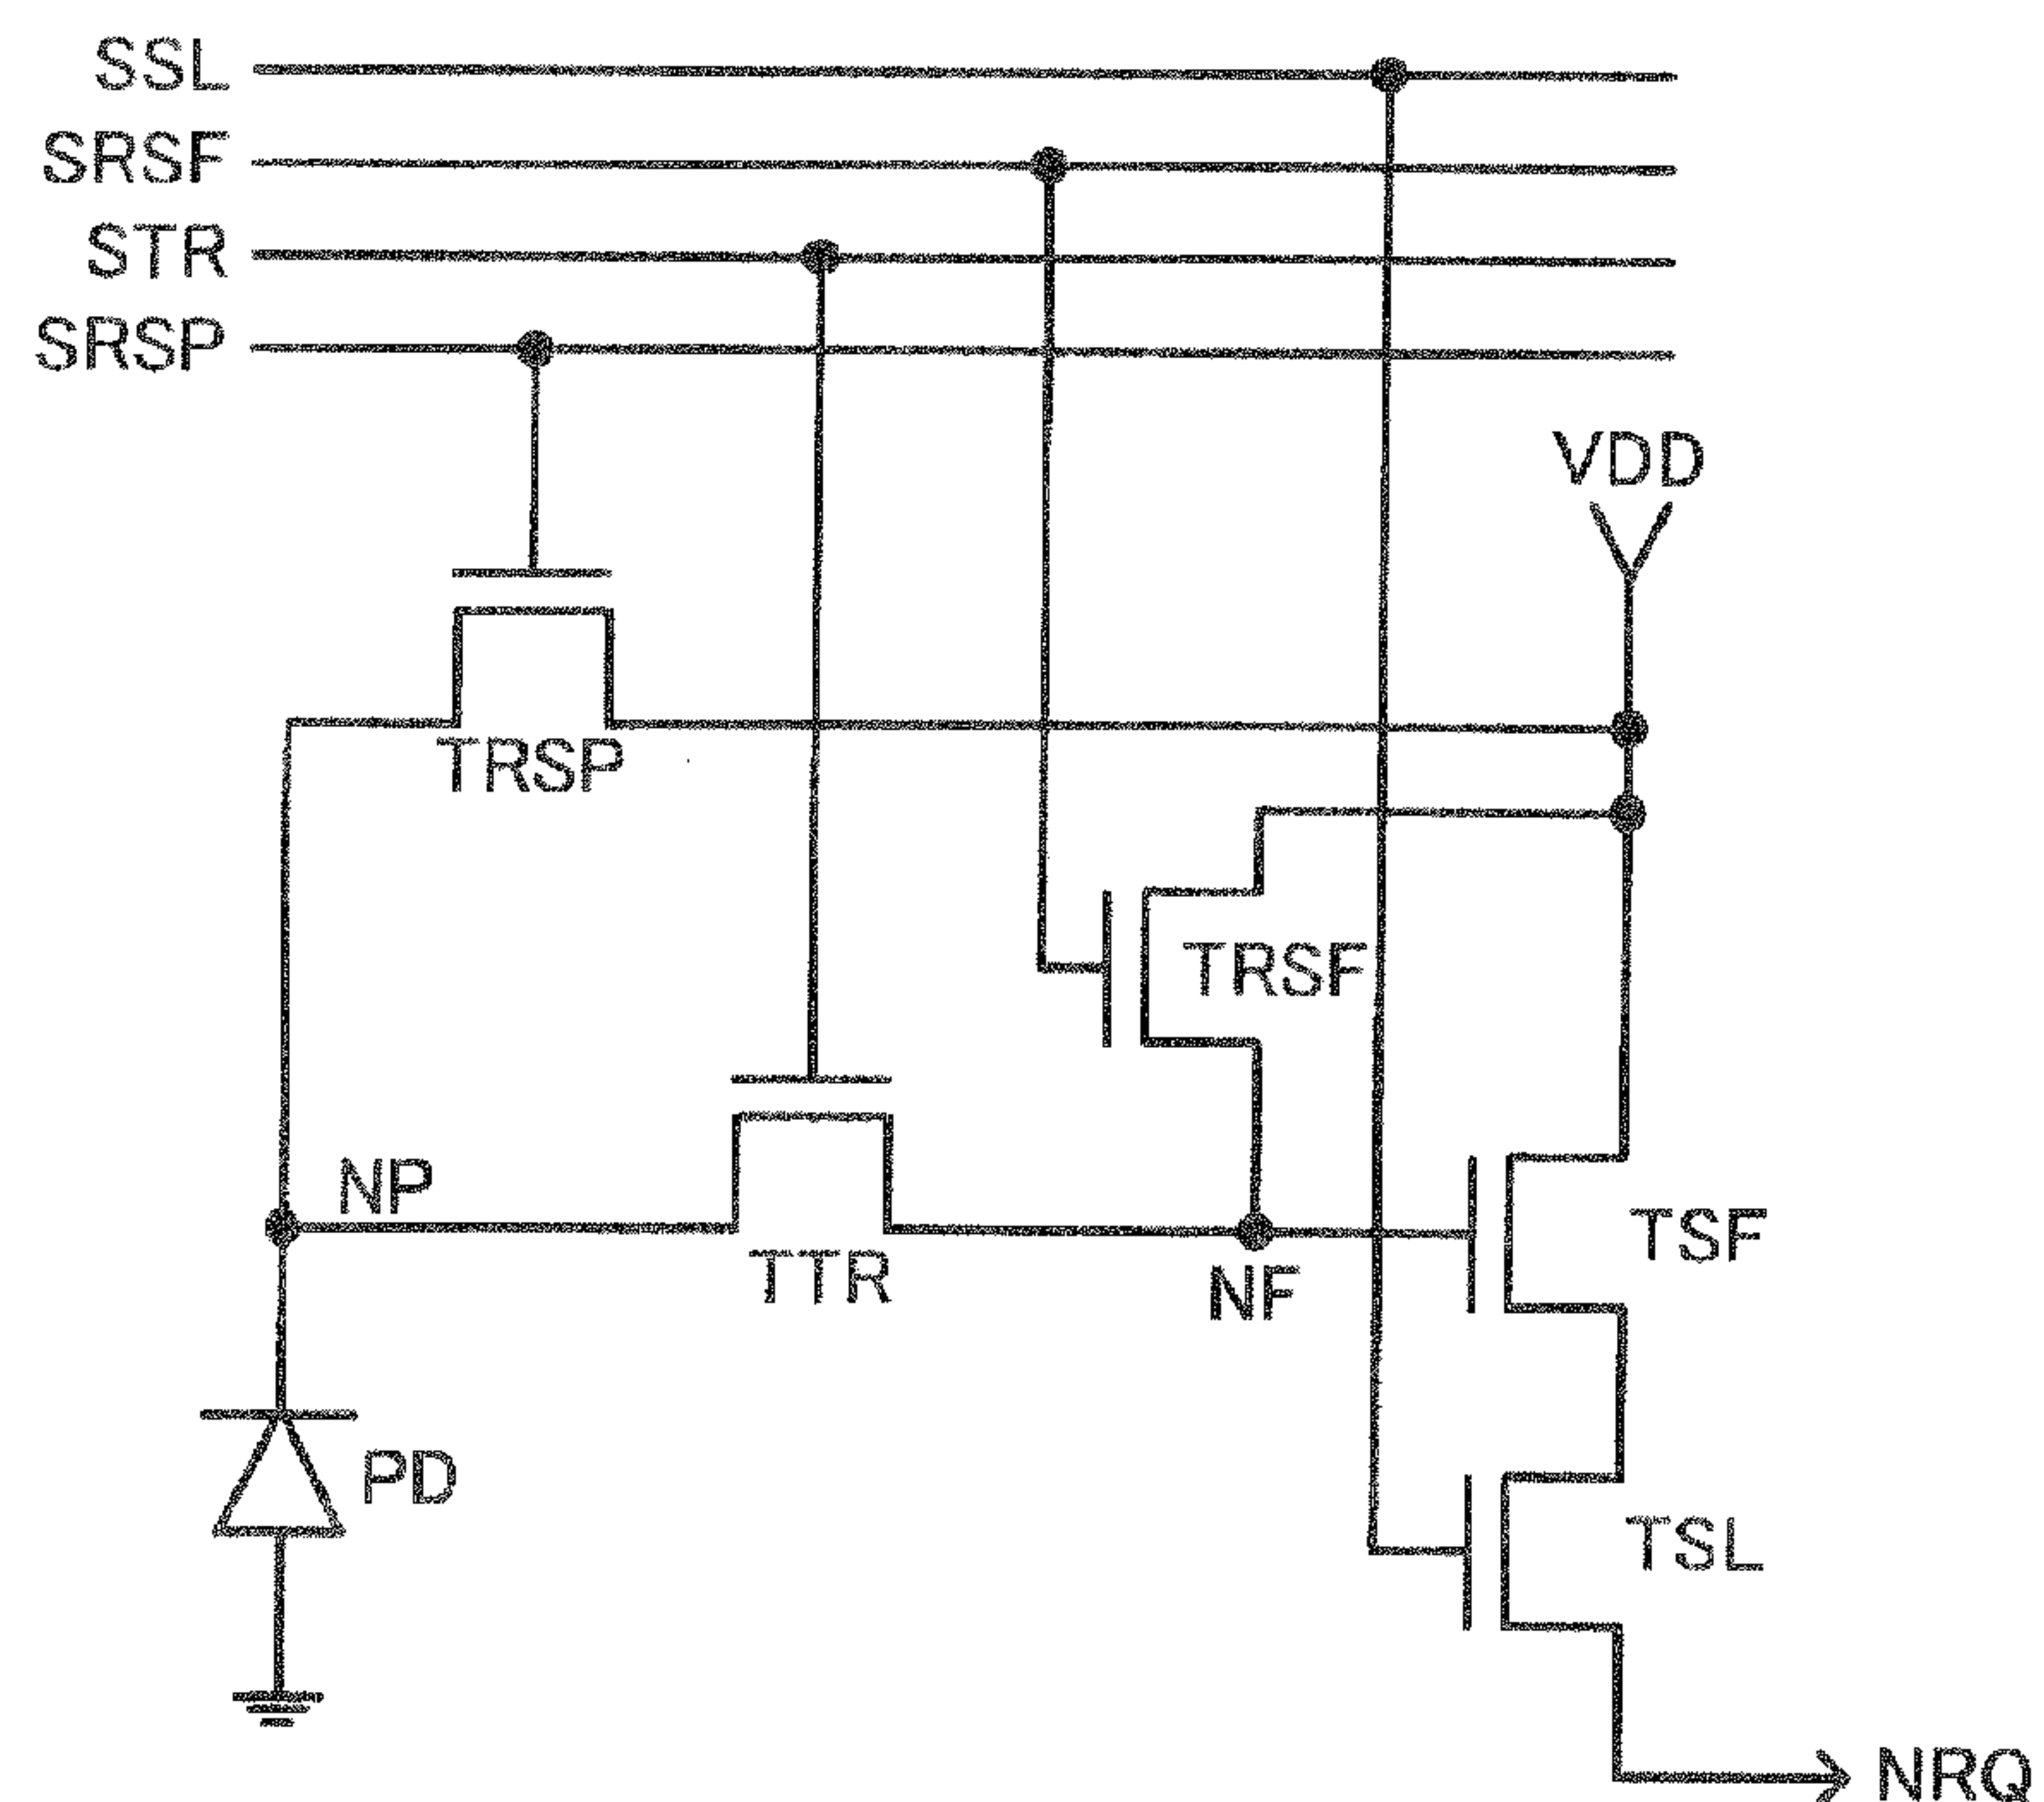 SSL
SRSF
STR
SRSP
VDD
TRSP
TRSF
NP
TSF
TTR
NF
PD
TSL
NRQ